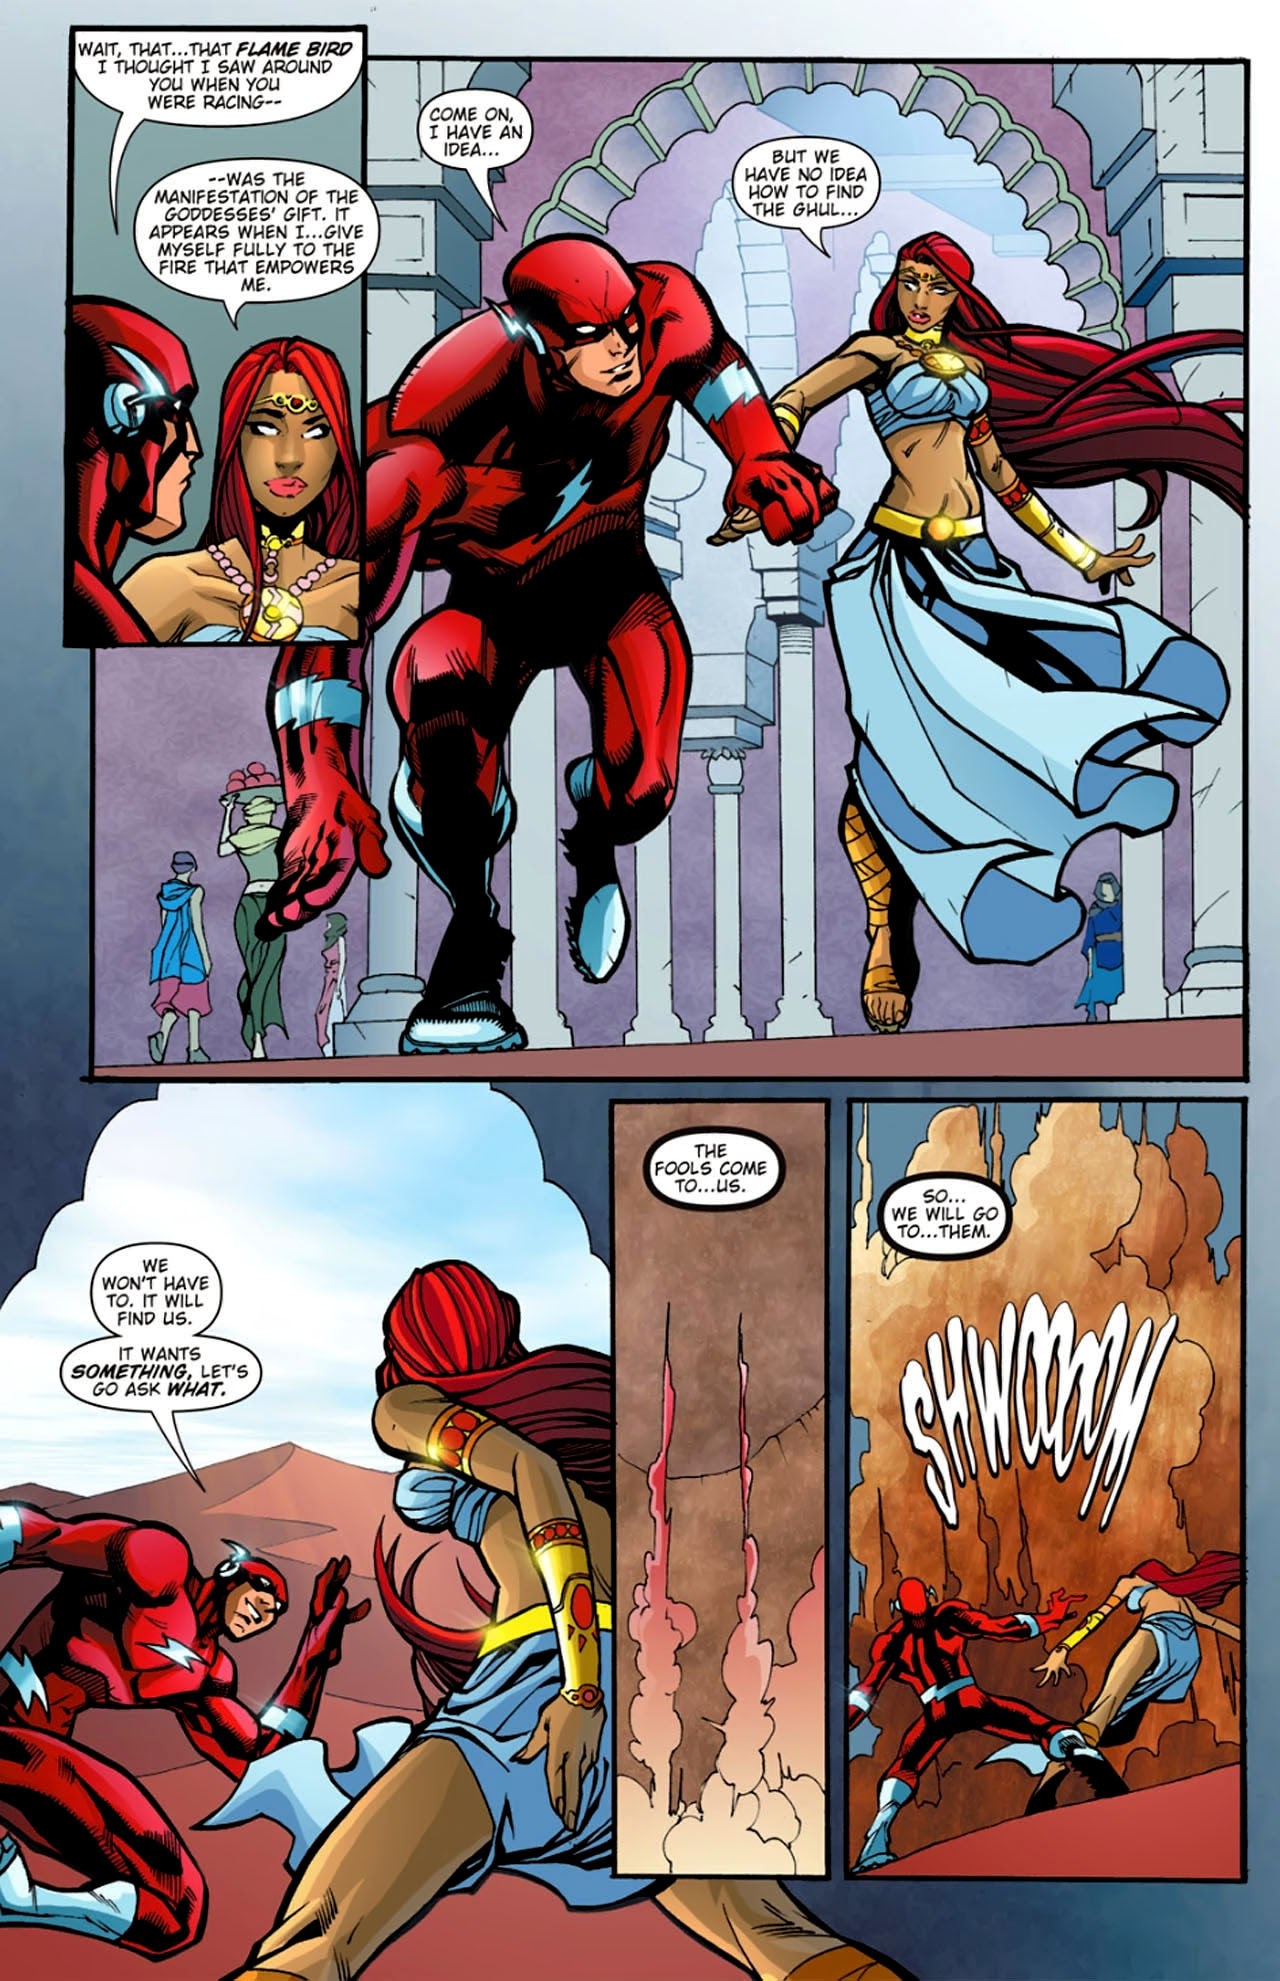 WAIT, THAT...THAT FLAME BIRD
I THOUGHT I SAW AROUND
YOU WHEN YOU
WERE RACING--
--WAS THE
MANIFESTATION OF THE
GODDESSES' GIFT. IT
APPEARS WHEN I...GIVE
MYSELF FULLY TO THE
FIRE THAT EMPOWERS
ME.
COME ON,
I HAVE AN
IDEA...
BUT WE
HAVE NO IDEA
HOW TO FIND
THE GHUL...
WE
WON'T HAVE
TO. IT WILL
FIND US.
IT WANTS
SOMETHING, LET'S
GO ASK WHAT.
THE
FOOLS COME
TO...US.
SO...
WE WILL GO
TO...THEM.
SHWOOOOM